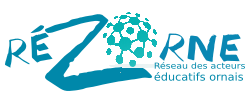 RÉZORNE
Réseau des acteurs
éducatifs ornais